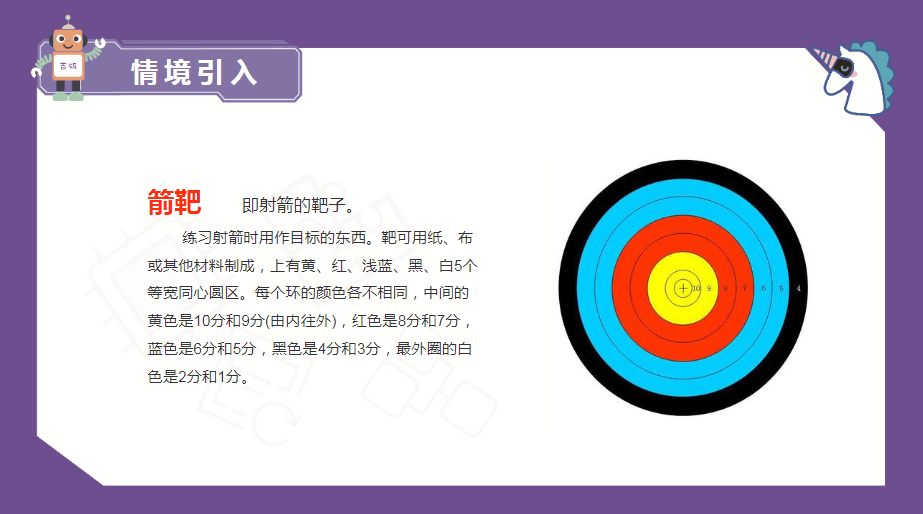 情境引入
箭靶 即射箭的靶子。
练习射箭时用作目标的东西。靶可用纸、布
或其他材料制成，上有黄、红、浅蓝、黑、白5个
等宽同心圆区。每个环的颜色各不相同，中间的
黄色是10分和9分(由内往外)，红色是8分和7分，
蓝色是6分和5分，黑色是4分和3分，最外圈的白
色是2分和1分。
10 9 8 7 6 5 4